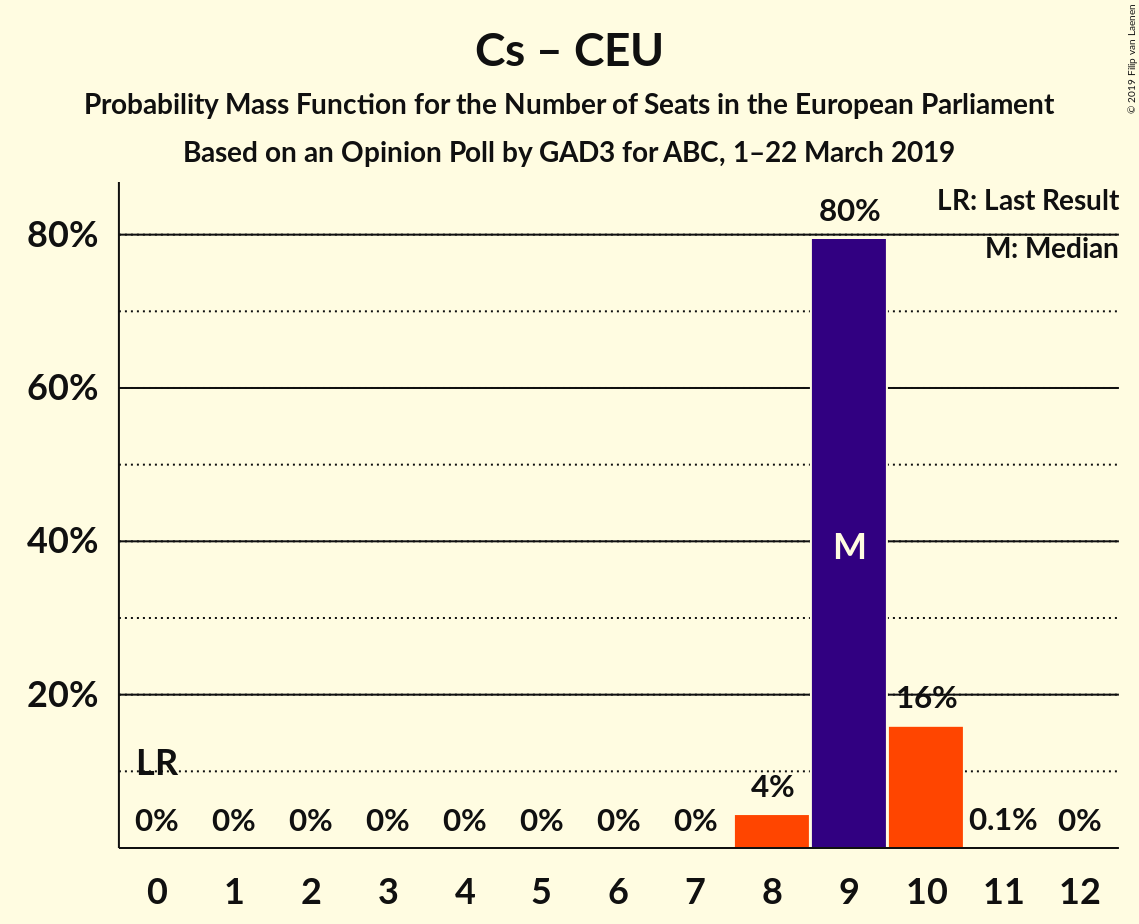 Cs – CEU
Probability Mass Function for the Number of Seats in the European Parliament
Based on an Opinion Poll by GAD3 for ABC, 1–22 March 2019
© 2019 Filip van Laenen
LR: Last Result
M: Median
80%
60%
40%
20%
LR
M
0% 0% 0% 0% 0% 0% 0% 0% 4% 80% 16% 0.1% 0%
0 1 2 3 4 5 6 7 8 9 10 11 12